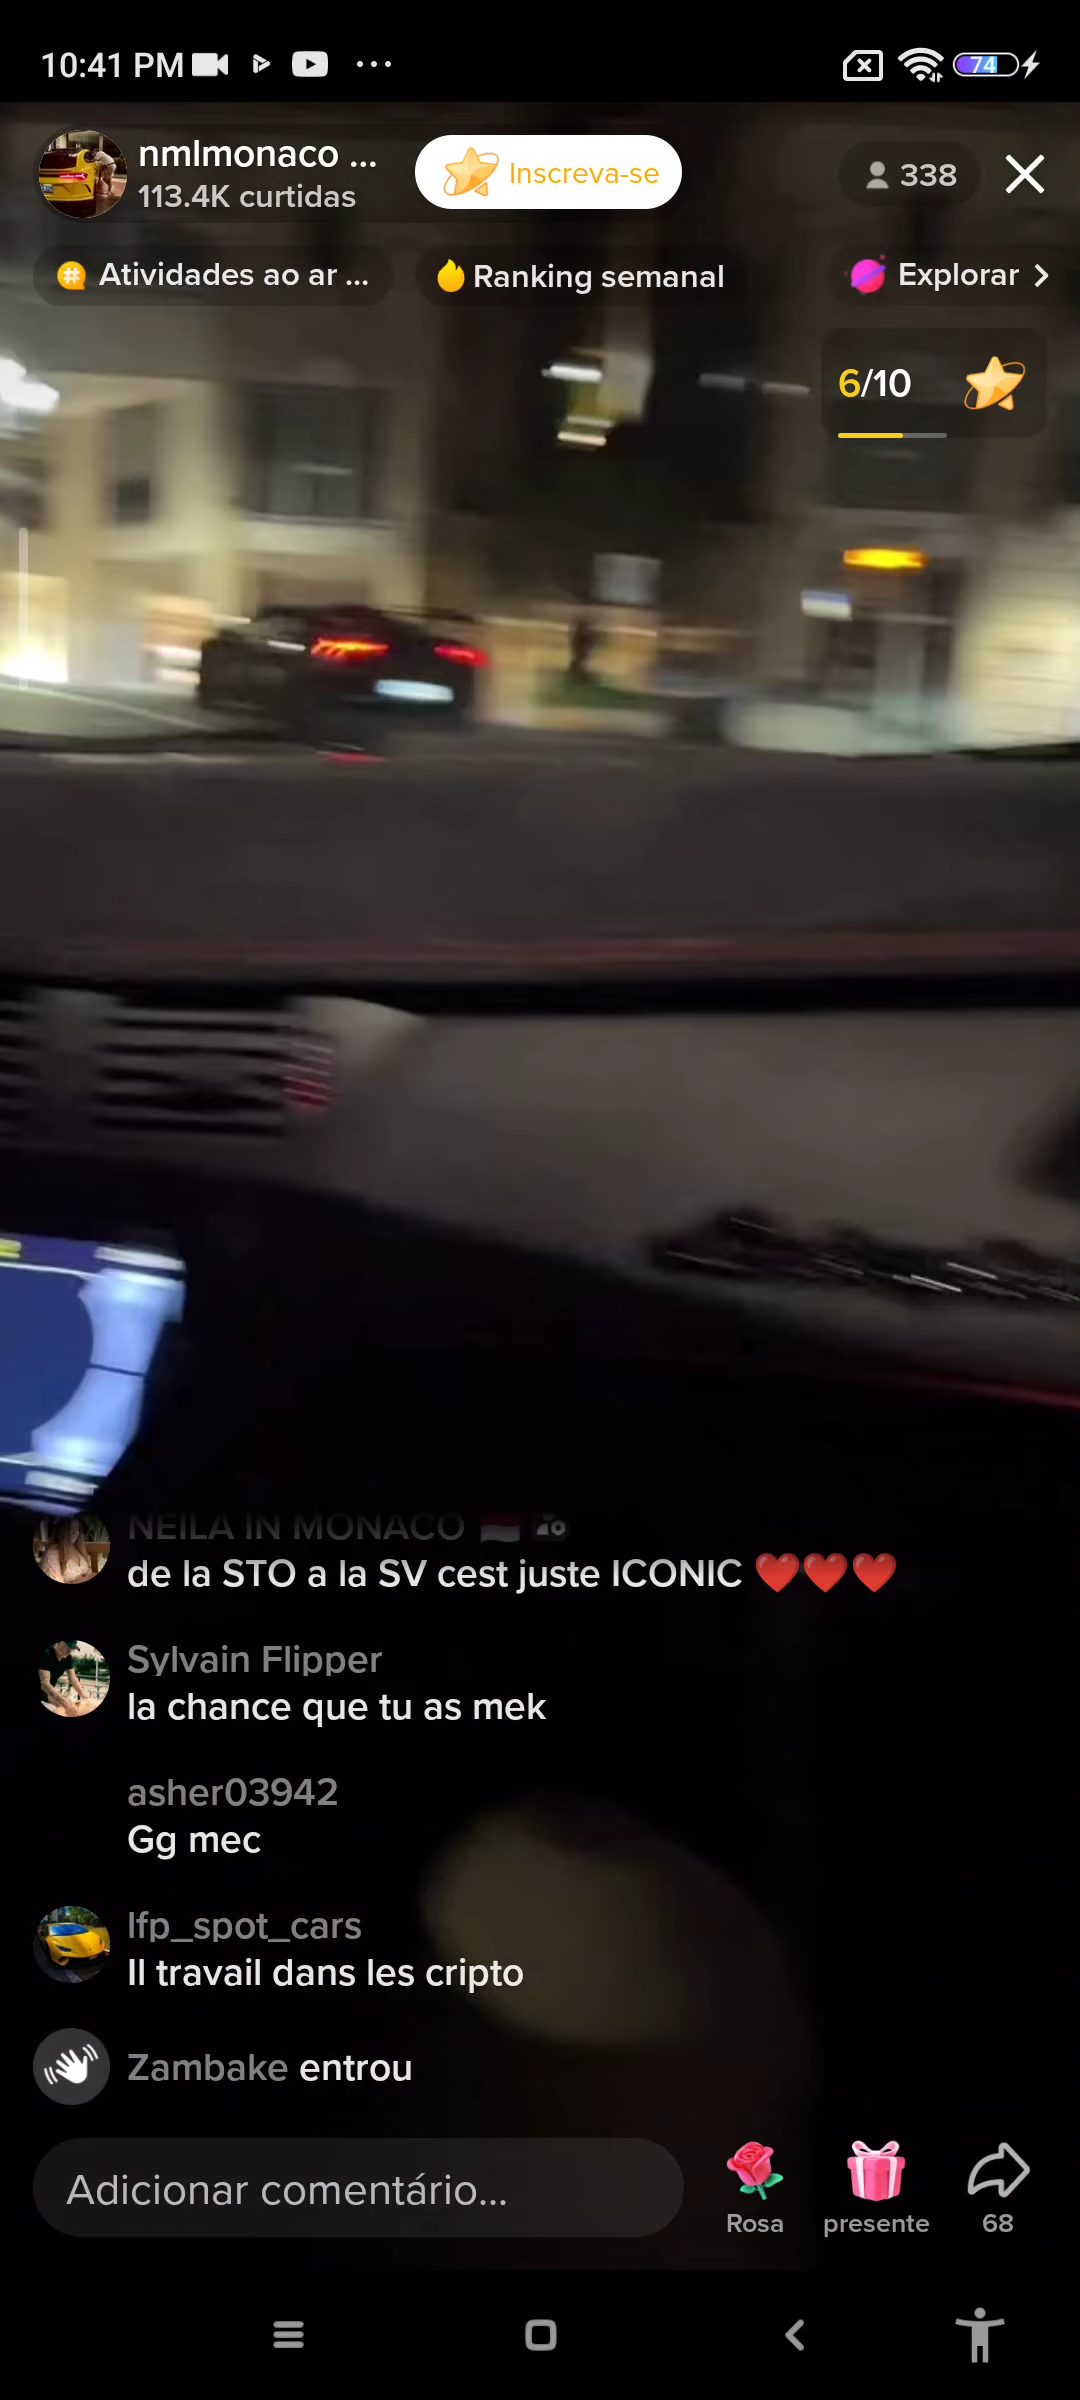 10:41 PM
74
nmlmonaco ...
113.4K curtidas
Inscreva-se
338
Atividades ao ar ...
Ranking semanal
Explorar
6/10
NEILA IN MONACO
de la STO a la SV cest juste ICONIC ❤️❤️❤️
Sylvain Flipper
la chance que tu as mek
asher03942
Gg mec
lfp_spot_cars
Il travail dans les cripto
Zambake entrou
Adicionar comentário...
Rosa
presente
68